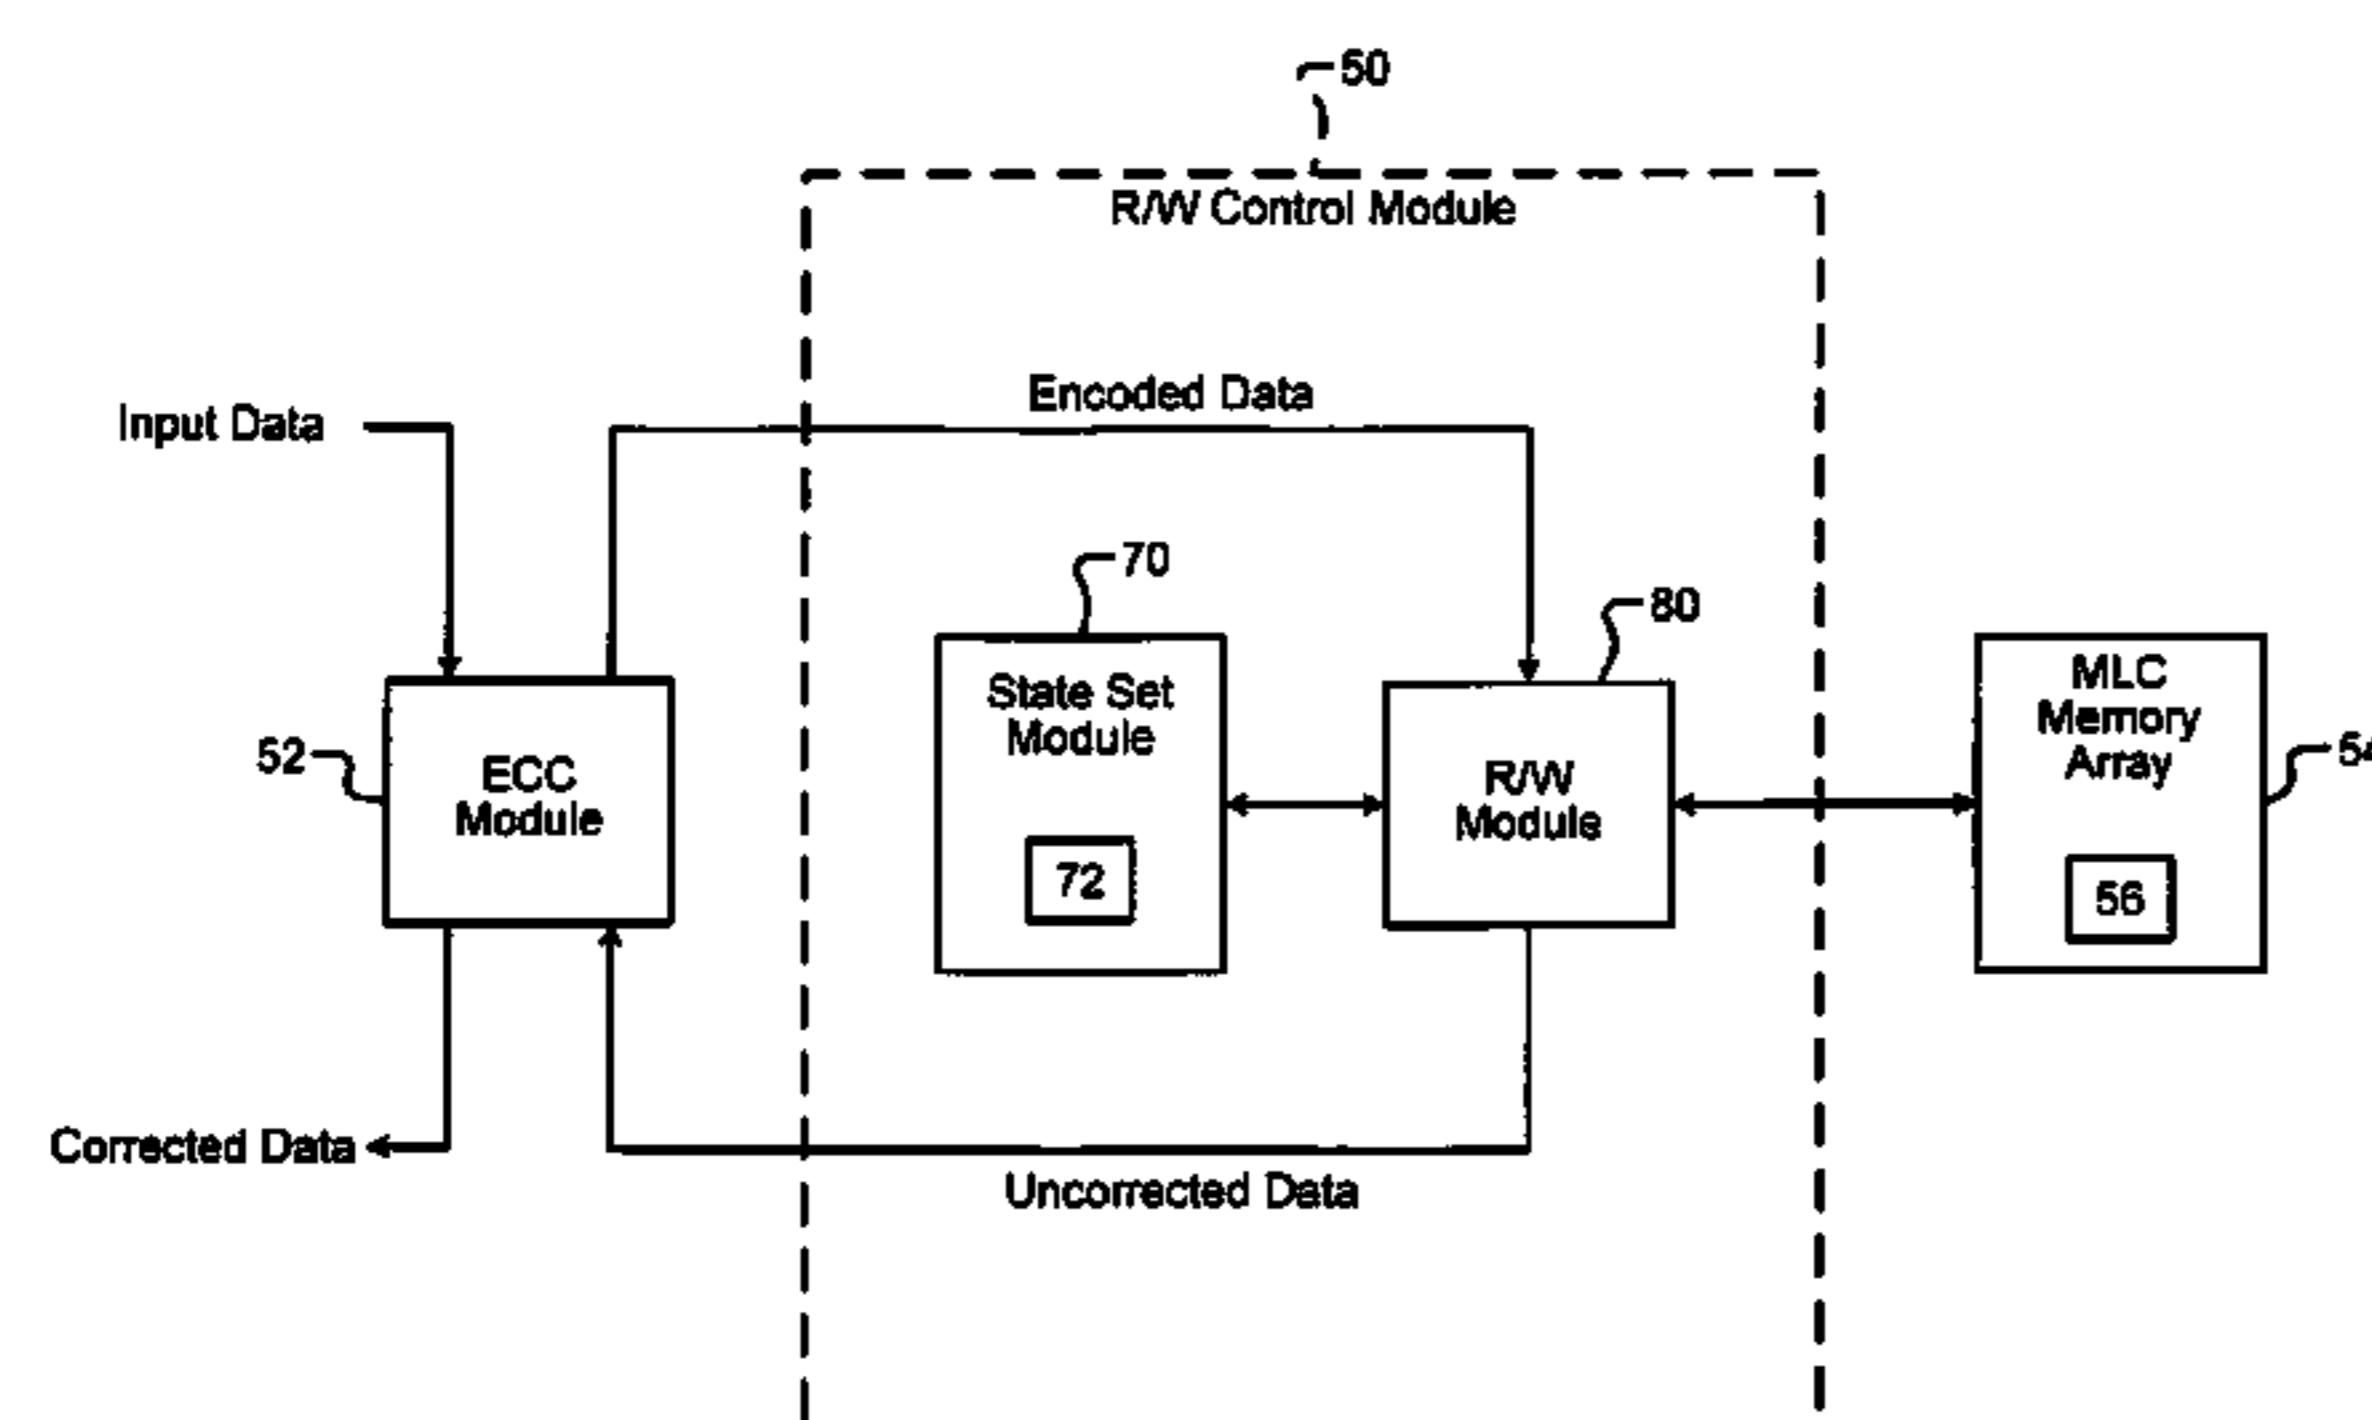 50
R/W Control Module
Encoded Data
Input Data
70
80
State Set
Module
MLC
Memory
Array
52
ECC
Module
R/W
Module
72
56
Corrected Data
Uncorrected Data